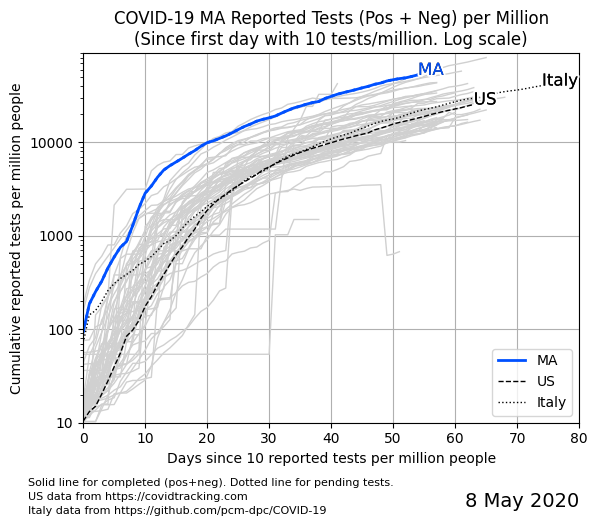 COVID-19 MA Reported Tests (Pos + Neg) per Million
(Since first day with 10 tests/million. Log scale)
MA
Italy
US
10000
1000
100
10
Cumulative reported tests per million people
MA
US
Italy
0 10 20 30 40 50 60 70 80
Days since 10 reported tests per million people
Solid line for completed (pos+neg). Dotted line for pending tests.
US data from https://covidtracking.com
Italy data from https://github.com/pcm-dpc/COVID-19
8 May 2020